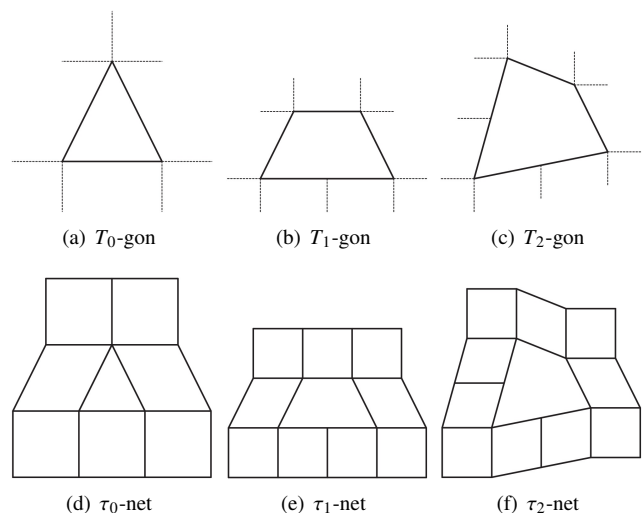 (a) T₀-gon
(b) T₁-gon
(c) T₂-gon
(d) τ₀-net
(e) τ₁-net
(f) τ₂-net